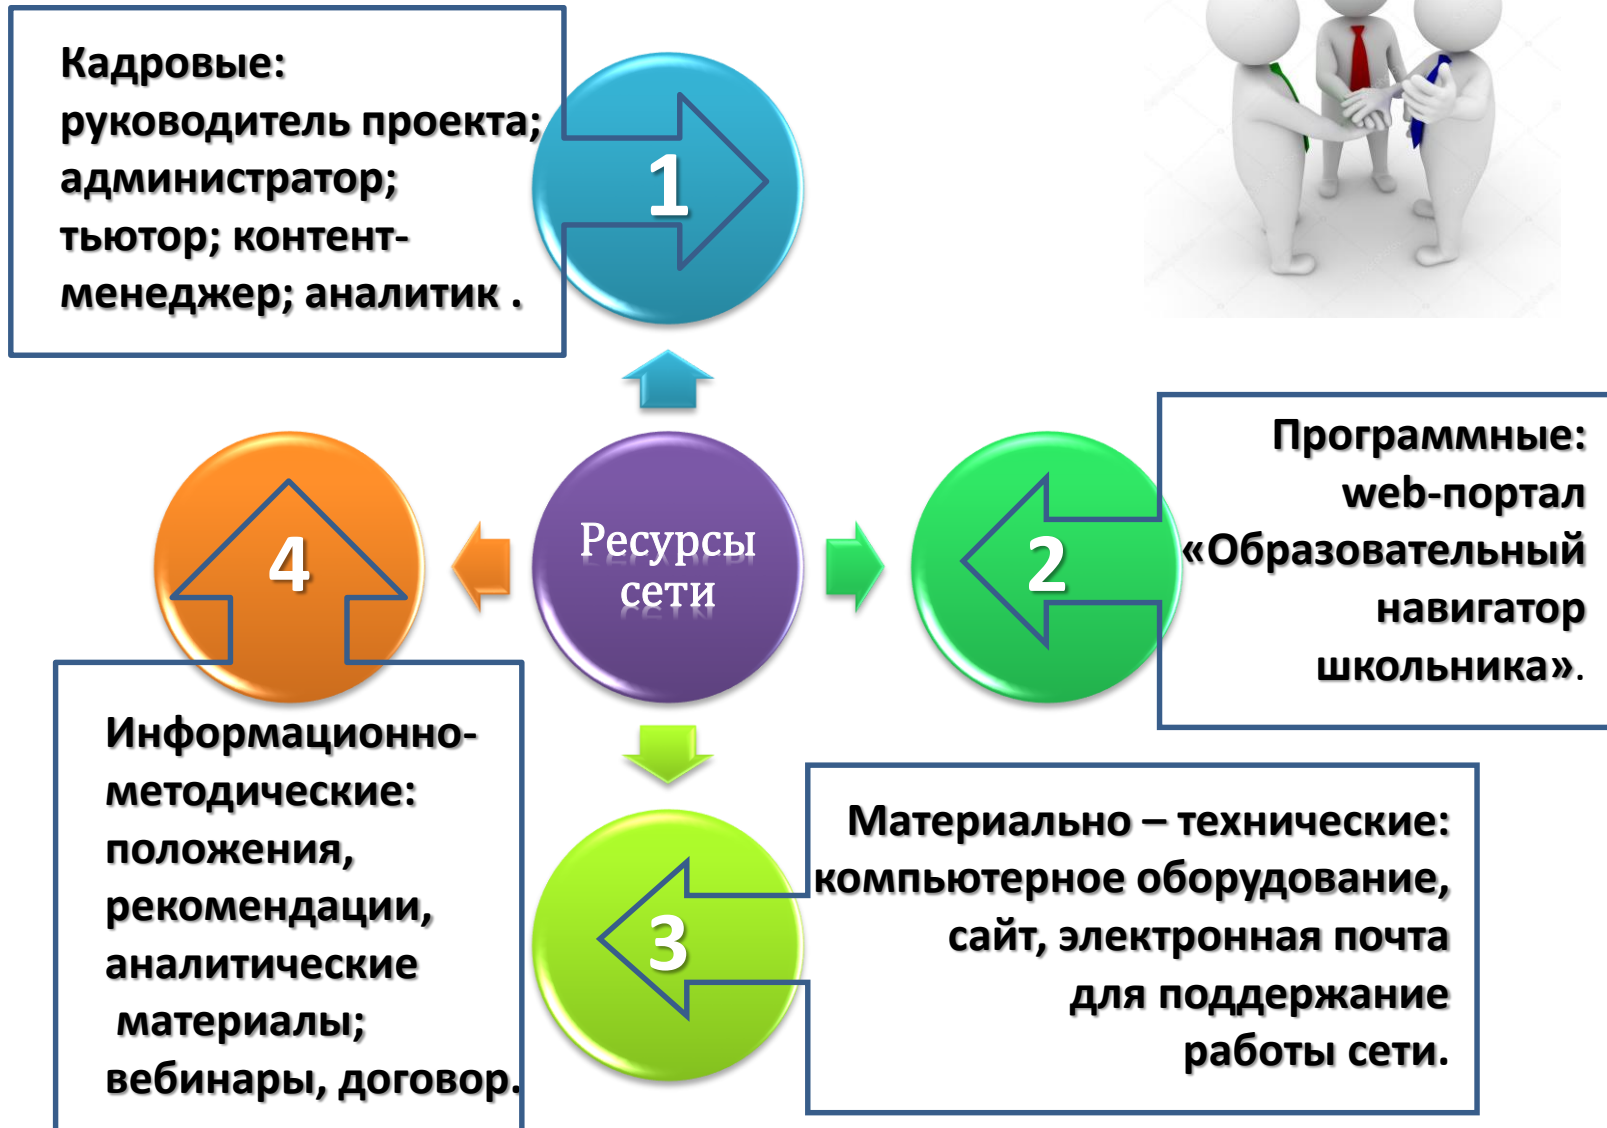 Кадровые:
руководитель проекта;
администратор;
тьютор; контент-
менеджер; аналитик .
1
Программные:
web-портал
«Образовательный
навигатор
школьника».
2
Ресурсы
сети
4
Информационно-
методические:
положения,
рекомендации,
аналитические
материалы;
вебинары, договор.
3
Материально – технические:
компьютерное оборудование,
сайт, электронная почта
для поддержание
работы сети.